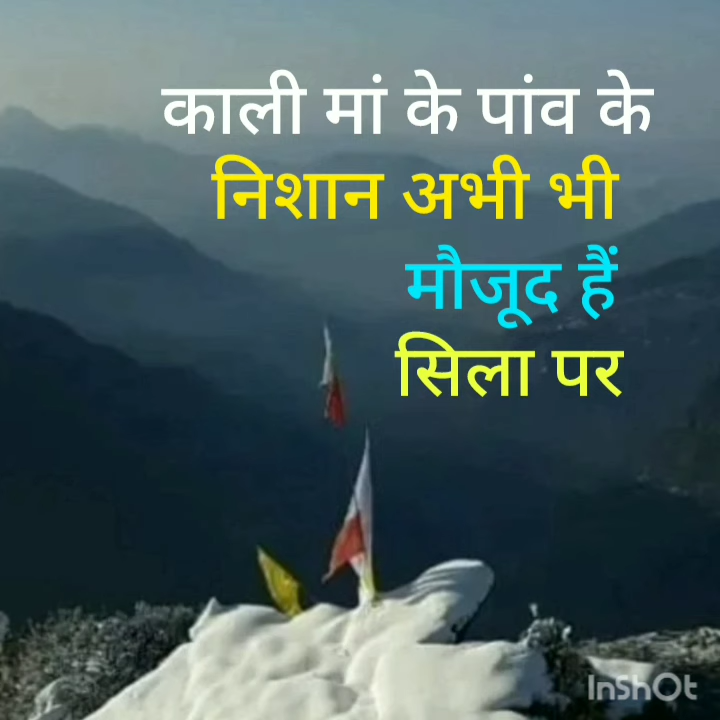 काली मां के पांव के
निशान अभी भी
मौजूद हैं
सिला पर
InShOt